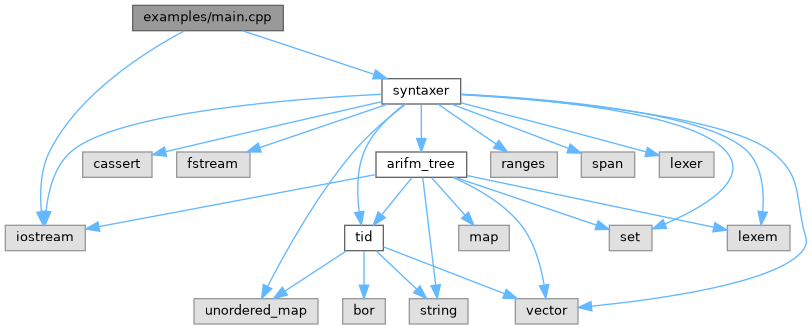 examples/main.cpp
syntaxer
cassert
fstream
arifm_tree
ranges
span
lexer
iostream
tid
map
set
lexem
unordered_map
bor
string
vector